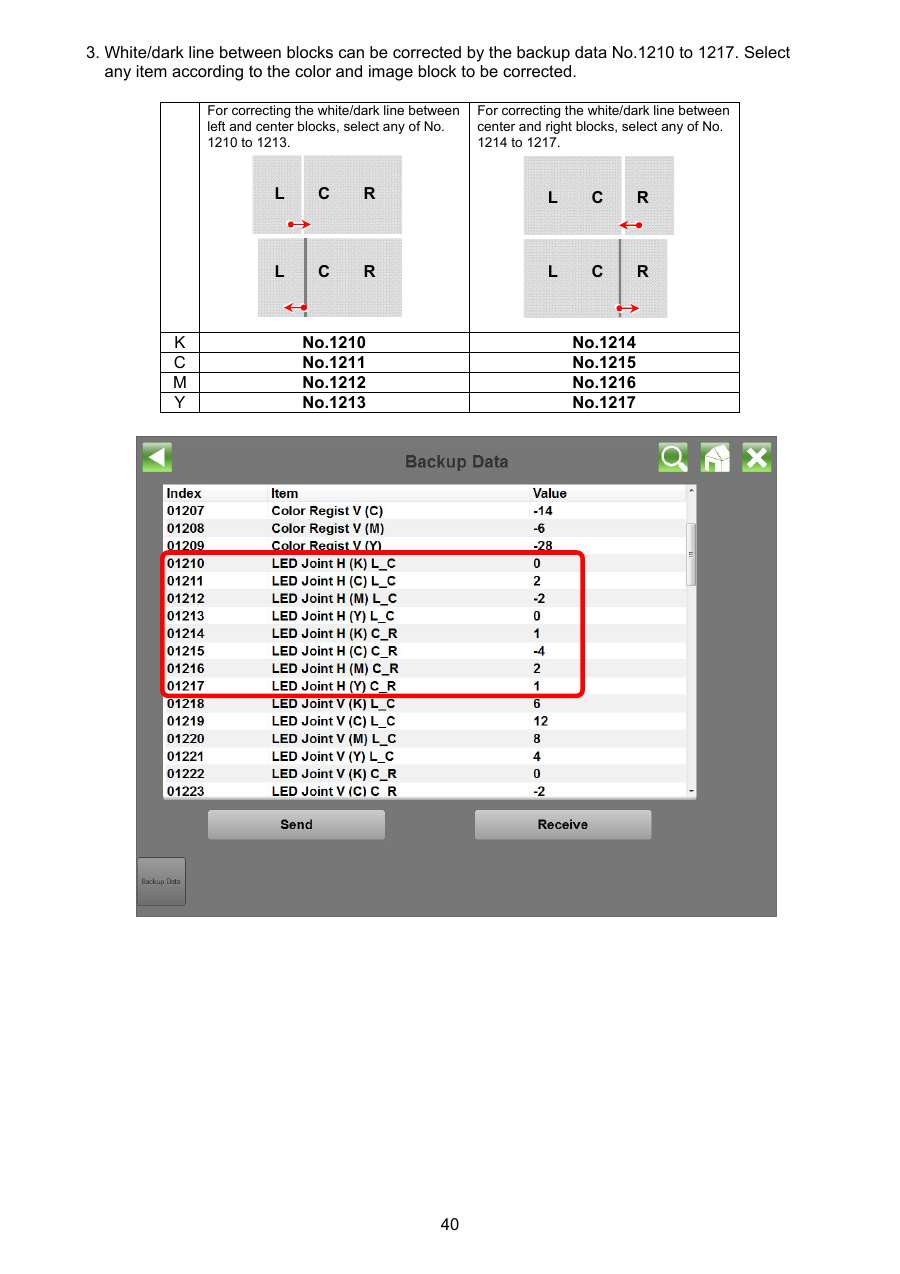 3. White/dark line between blocks can be corrected by the backup data No.1210 to 1217. Select
any item according to the color and image block to be corrected.
For correcting the white/dark line between
left and center blocks, select any of No.
1210 to 1213.
For correcting the white/dark line between
center and right blocks, select any of No.
1214 to 1217.
L C R
L C R
L C R
L C R
K No.1210 No.1214
C No.1211 No.1215
M No.1212 No.1216
Y No.1213 No.1217
Backup Data
Index Item Value
01207 Color Regist V (C) -14
01208 Color Regist V (M) -6
01209 Color Regist V (Y) -28
01210 LED Joint H (K) L_C 0
01211 LED Joint H (C) L_C 2
01212 LED Joint H (M) L_C -2
01213 LED Joint H (Y) L_C 0
01214 LED Joint H (K) C_R 1
01215 LED Joint H (C) C_R -4
01216 LED Joint H (M) C_R 2
01217 LED Joint H (Y) C_R 1
01218 LED Joint V (K) L_C 6
01219 LED Joint V (C) L_C 12
01220 LED Joint V (M) L_C 8
01221 LED Joint V (Y) L_C 4
01222 LED Joint V (K) C_R 0
01223 LED Joint V (C) C_R -2
Send Receive
Backup Data
40